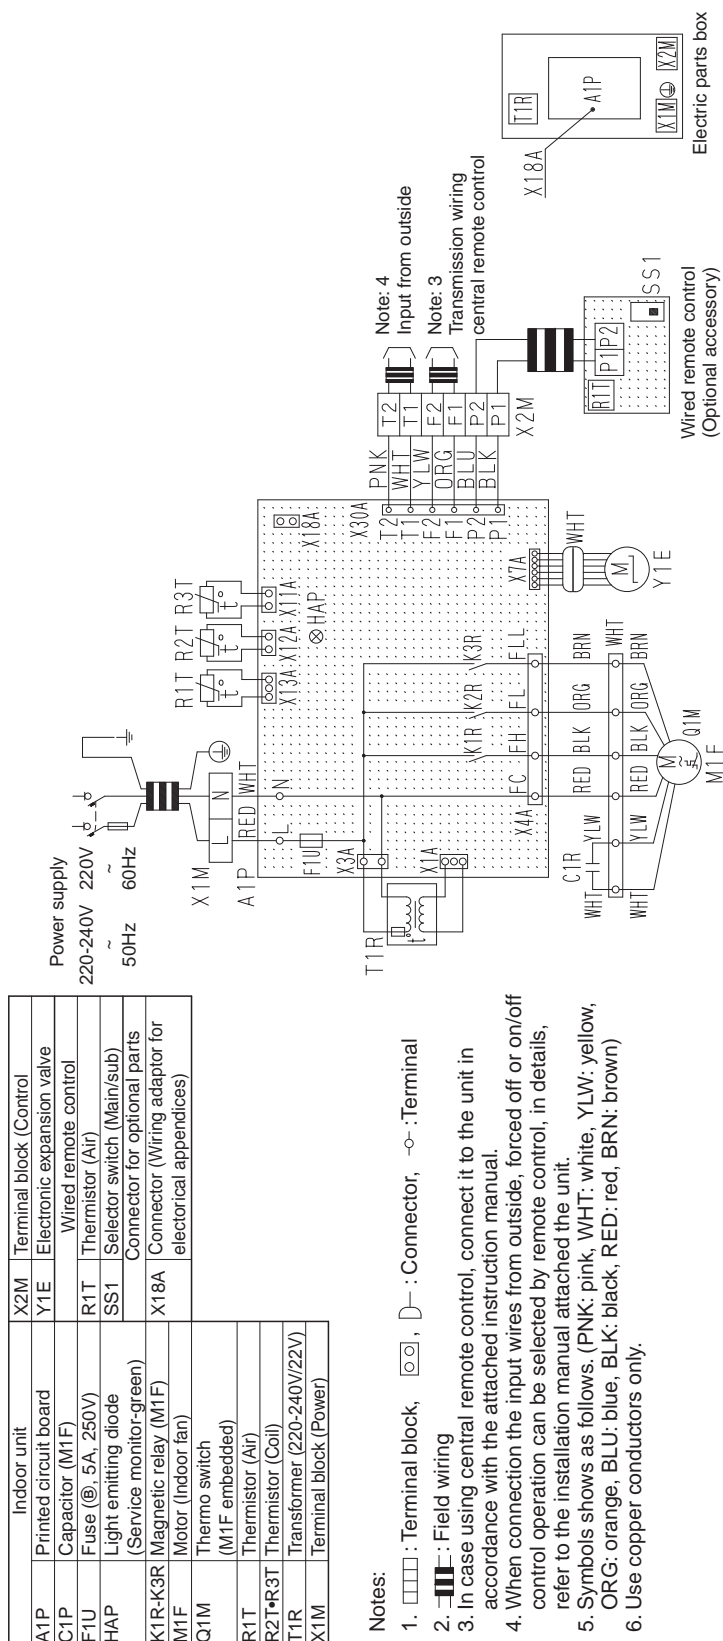 Indoor unit
A1P Printed circuit board
C1P Capacitor (M1F)
F1U Fuse (Ⓑ, 5A, 250V)
HAP Light emitting diode
(Service monitor-green)
K1R-K3R Magnetic relay (M1F)
M1F Motor (Indoor fan)
Q1M Thermo switch
(M1F embedded)
R1T Thermistor (Air)
R2T•R3T Thermistor (Coil)
T1R Transformer (220-240V/22V)
X1M Terminal block (Power)
X2M Terminal block (Control
Y1E Electronic expansion valve
Wired remote control
R1T Thermistor (Air)
SS1 Selector switch (Main/sub)
Connector for optional parts
X18A Connector (Wiring adaptor for
electorical appendices)
Notes:
1. : Terminal block, , : Connector, :Terminal
2. : Field wiring
3. In case using central remote control, connect it to the unit in
accordance with the attached instruction manual.
4. When connection the input wires from outside, forced off or on/off
control operation can be selected by remote control, in details,
refer to the installation manual attached the unit.
5. Symbols shows as follows. (PNK: pink, WHT: white, YLW: yellow,
ORG: orange, BLU: blue, BLK: black, RED: red, BRN: brown)
6. Use copper conductors only.
Power supply
220-240V 220V
~ ~
50Hz 60Hz
X1M
L N
A1P
RED WHT
L N
F1U
X3A
T1R
t°
X1A
R1T R2T R3T
t° t° t°
X13A X12A X11A
HAP
X18A
X30A
K1R K2R K3R
X4A
FC FH FL FLL
RED BLK ORG BRN
WHT
RED BLK ORG BRN
C1R
WHT YLW
WHT YLW
M
~
Q1M
M1F
X7A
WHT
M
Y1E
T2 PNK T2
T1 WHT T1
F2 YLW F2
F1 ORG F1
P2 BLU P2
P1 BLK P1
X2M
Note: 4
Input from outside
Note: 3
Transmission wiring
central remote control
R1T
P1 P2
SS1
Wired remote control
(Optional accessory)
X18A
T1R
A1P
X1M X2M
Electric parts box